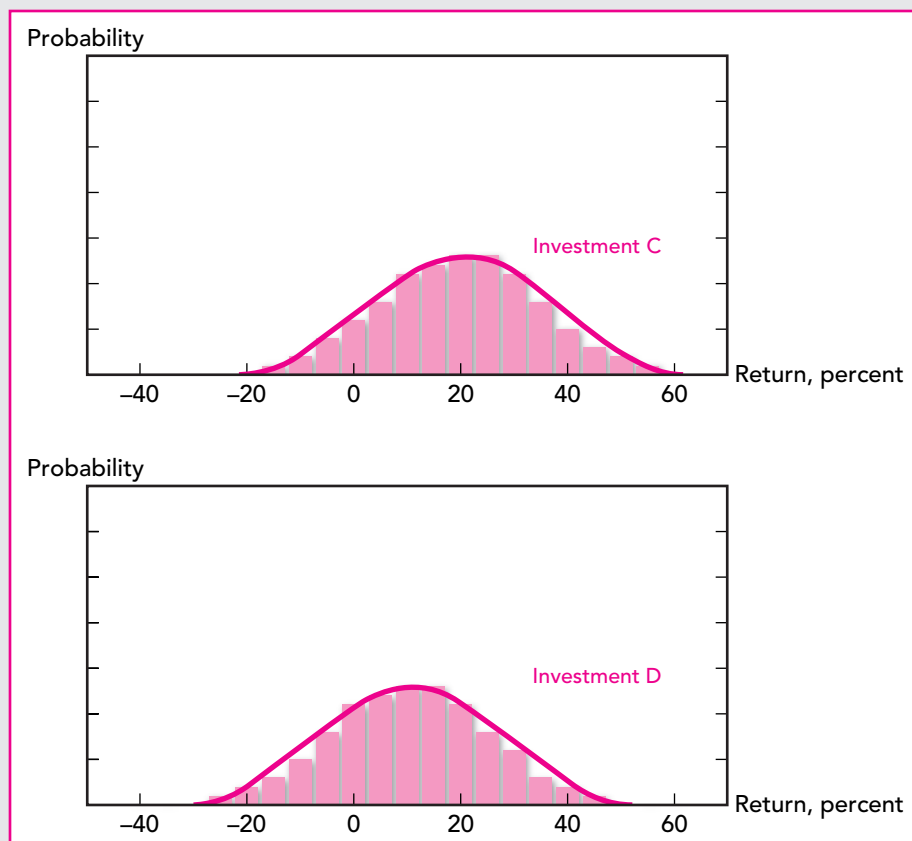 Probability
Investment C
Return, percent
–40 –20 0 20 40 60
Probability
Investment D
Return, percent
–40 –20 0 20 40 60